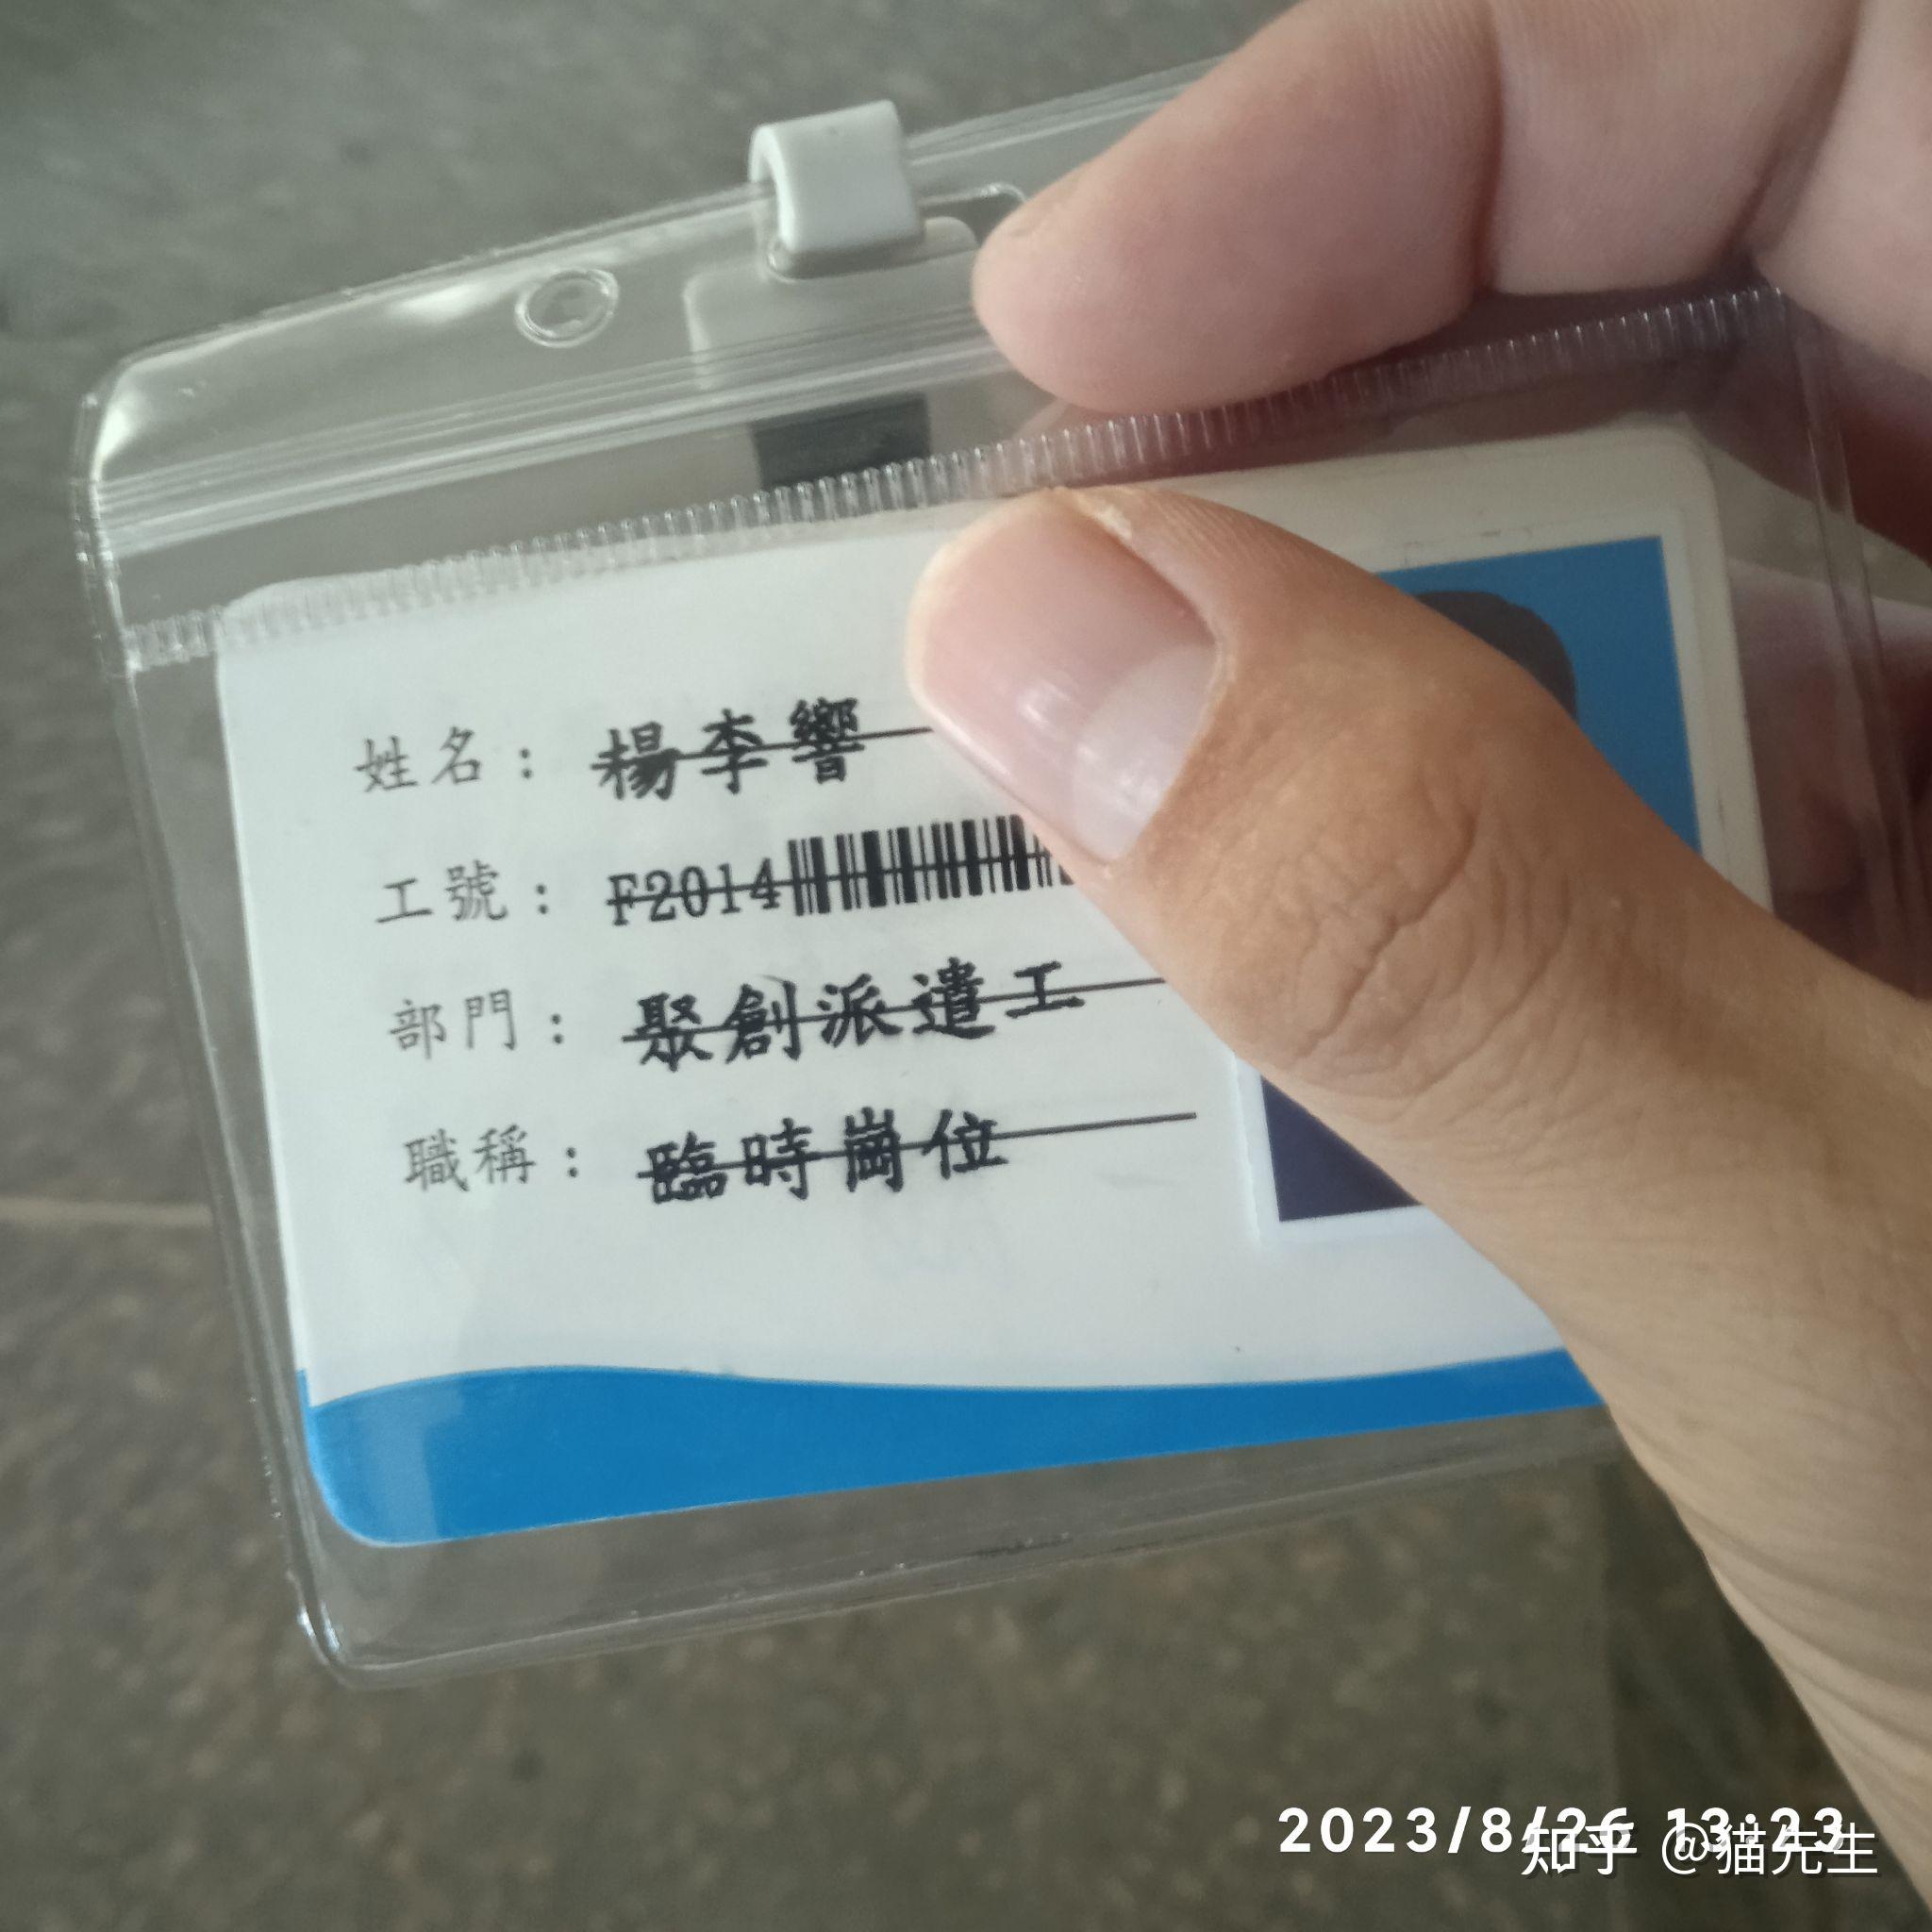 姓名：楊李響
工號：F2014
部門：聚創派遣工
職稱：臨時崗位
2023/8/26 13:23
知乎 @猫先生